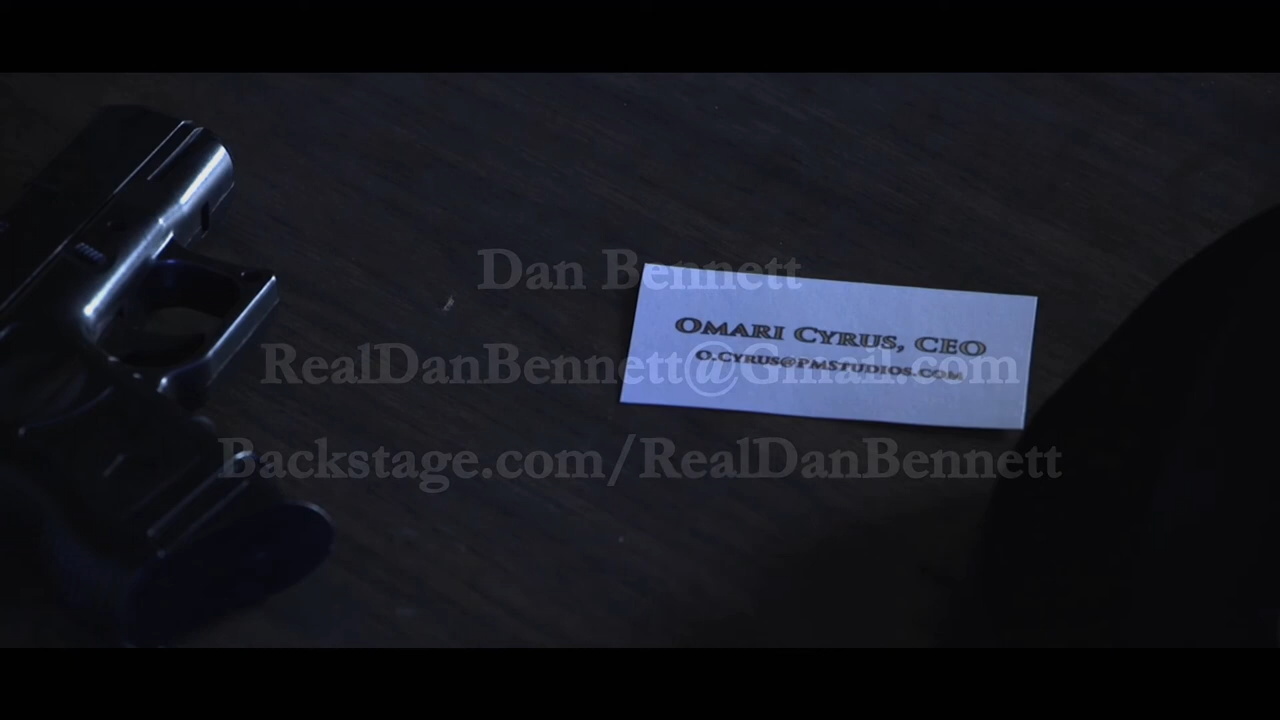 Dan Bennett
OMARI CYRUS, CEO
O.CYRUS@PMSTUDIOS.COM
RealDanBennett@Gmail.com
Backstage.com/RealDanBennett